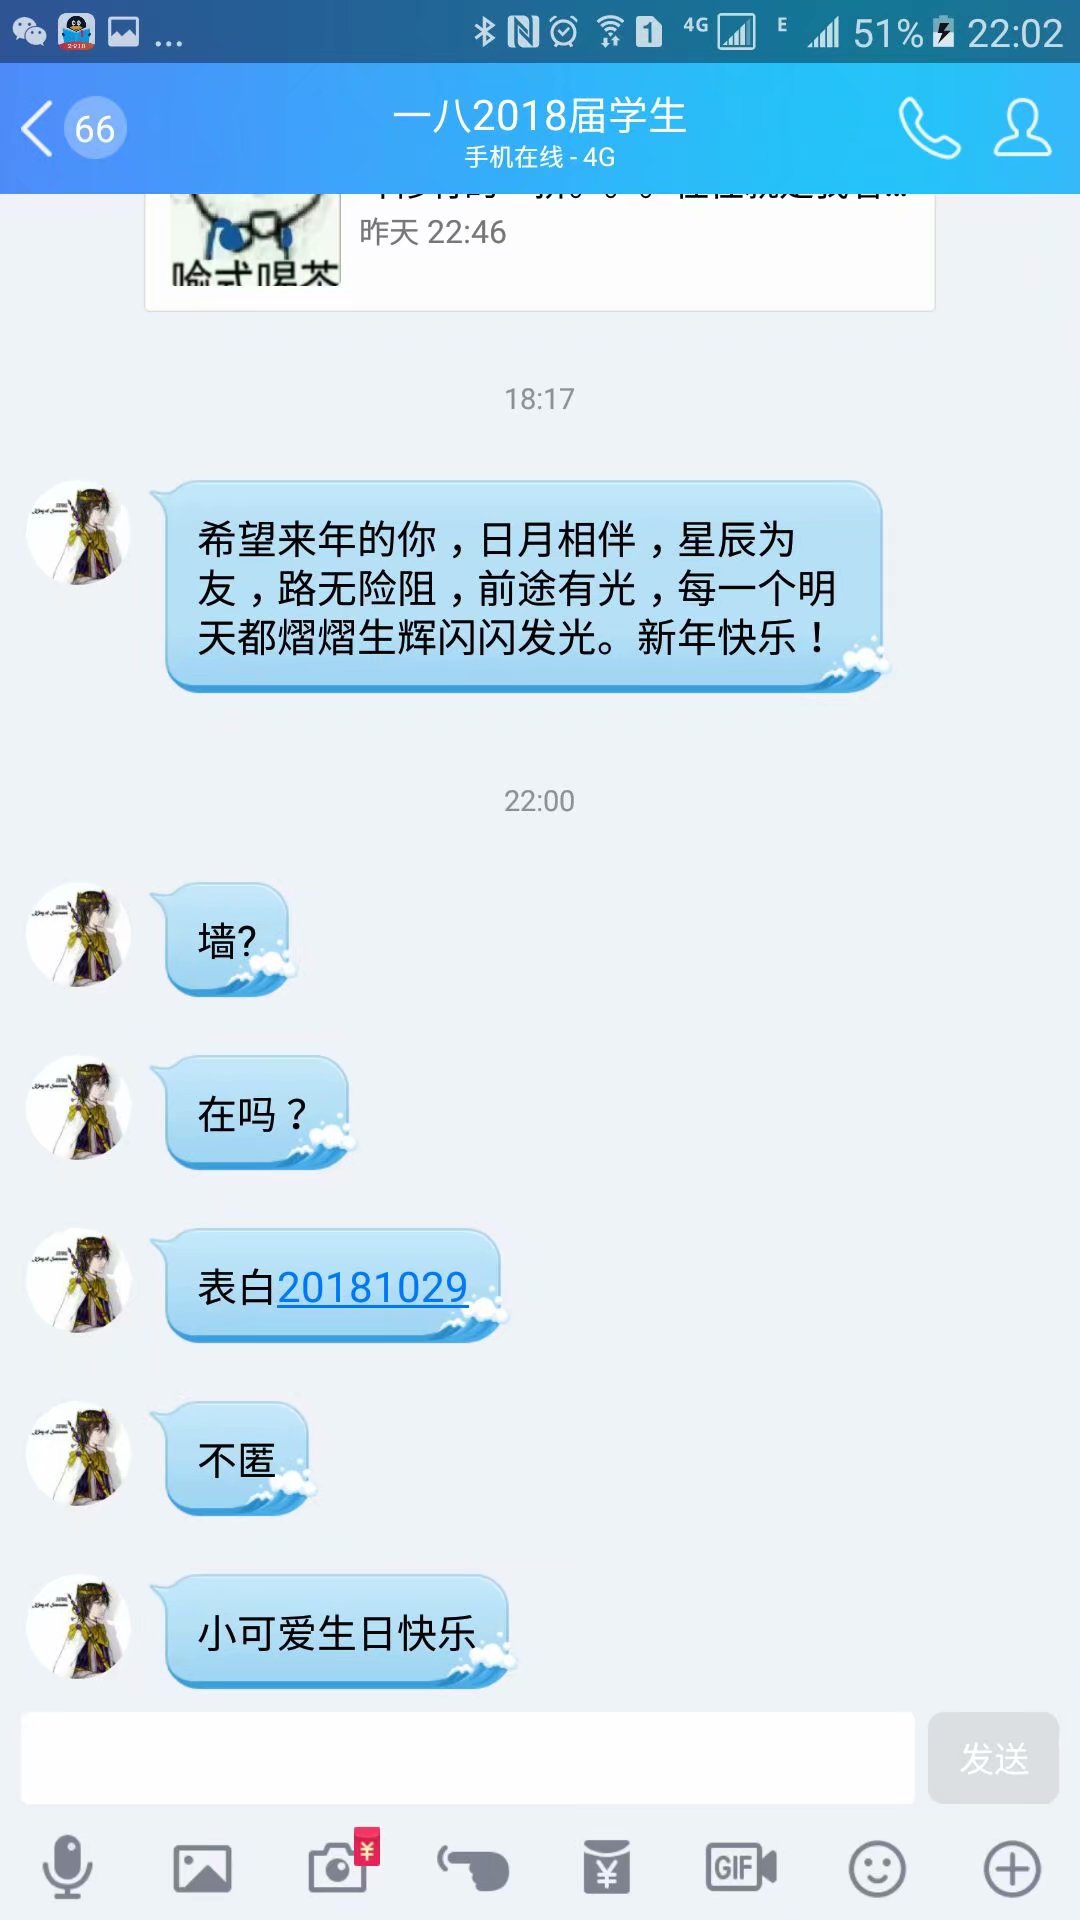 4G
E
51%
22:02
66
一八2018届学生
手机在线 - 4G
昨天 22:46
喻式喝茶
18:17
希望来年的你，日月相伴，星辰为
友，路无险阻，前途有光，每一个明
天都熠熠生辉闪闪发光。新年快乐！
22:00
墙?
在吗？
表白20181029
不匿
小可爱生日快乐
发送
GIF